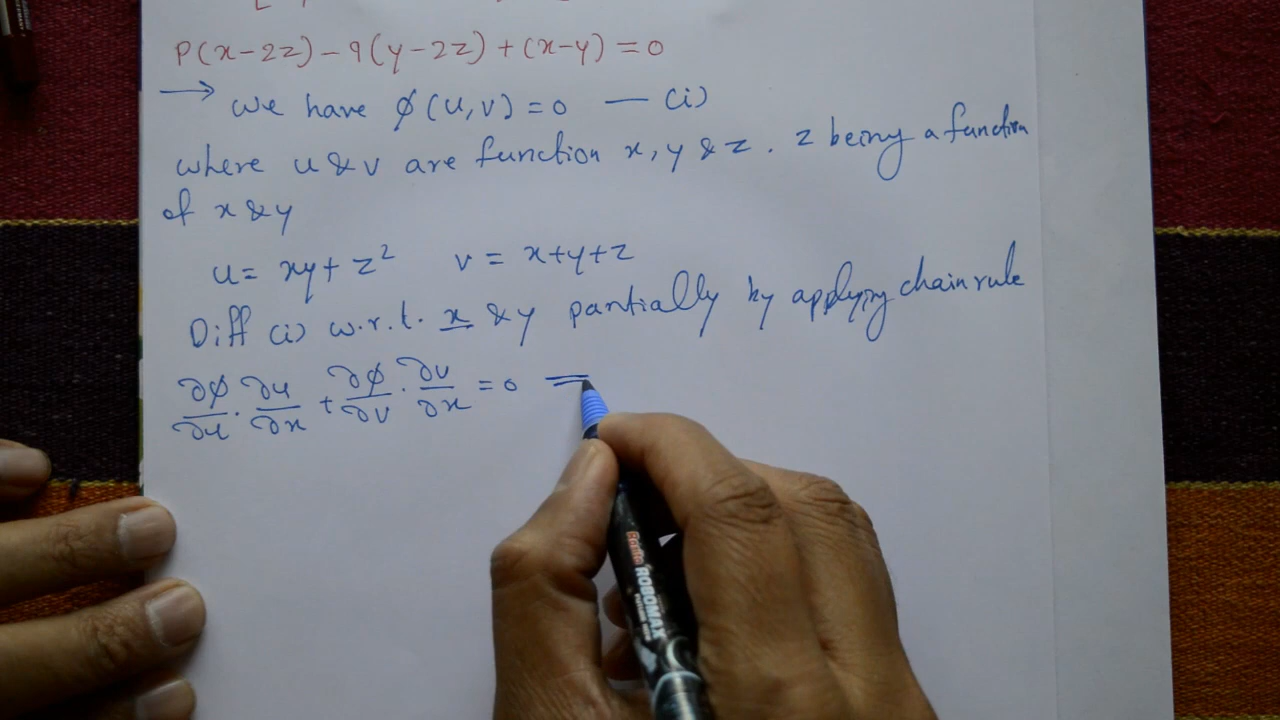 P(x-2z)-q(y-2z)+(x-y)=0
→ we have ϕ(u,v)=0 — (i)
where u & v are function x, y & z. z being a function
of x & y
u= xy+z² v= x+y+z
Diff (i) w.r.t. x & y partially by applying chain rule
∂ϕ/∂u · ∂u/∂x + ∂ϕ/∂v · ∂v/∂x = 0 =
ROBOMAX